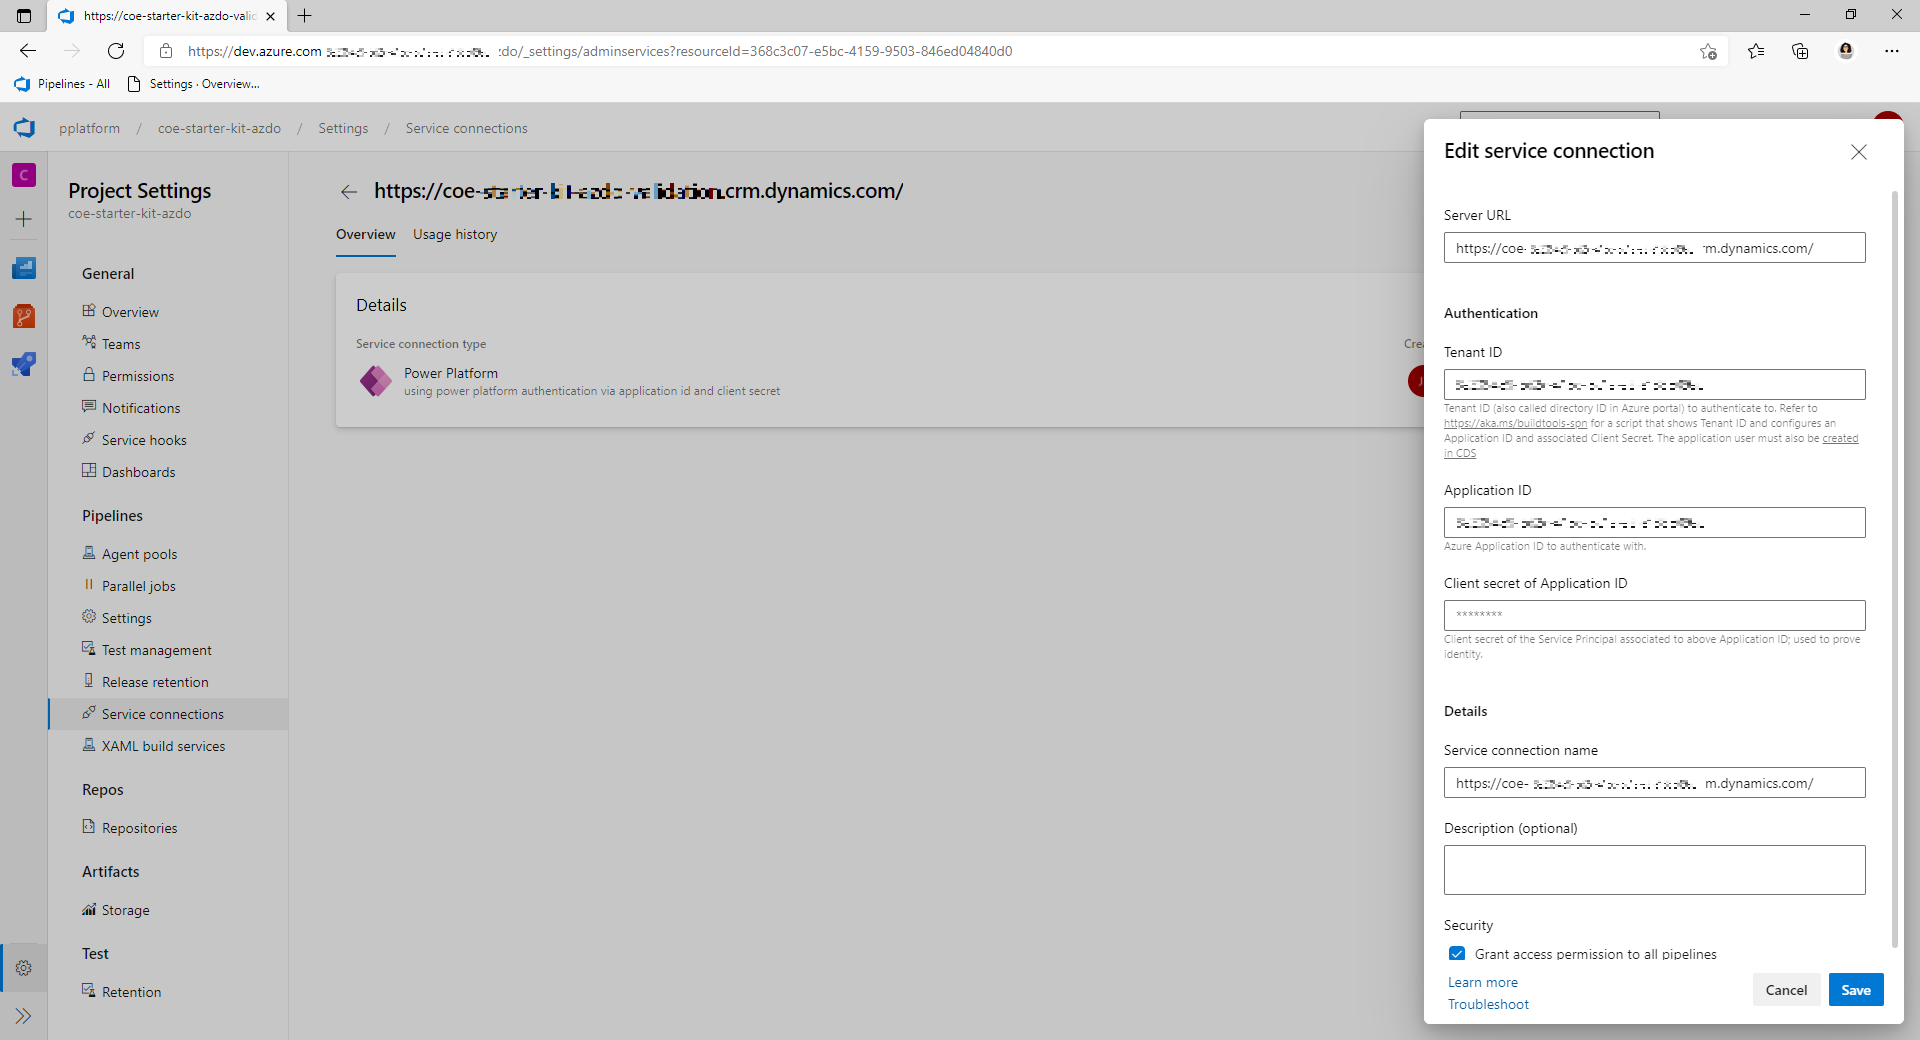 https://coe-starter-kit-azdo-valid
https://dev.azure.com zdo/_settings/adminservices?resourceId=368c3c07-e5bc-4159-9503-846ed04840d0
Pipelines - All
Settings · Overview...
pplatform / coe-starter-kit-azdo / Settings / Service connections
C
Project Settings
coe-starter-kit-azdo
General
Overview
Teams
Permissions
Notifications
Service hooks
Dashboards
Pipelines
Agent pools
Parallel jobs
Settings
Test management
Release retention
Service connections
XAML build services
Repos
Repositories
Artifacts
Storage
Test
Retention
https://coe-starter-kit-azdo-validation.crm.dynamics.com/
Overview
Usage history
Details
Service connection type
Power Platform
using power platform authentication via application id and client secret
Crea
J
Edit service connection
Server URL
https://coe- rm.dynamics.com/
Authentication
Tenant ID
Tenant ID (also called directory ID in Azure portal) to authenticate to. Refer to
https://aka.ms/buildtools-spn for a script that shows Tenant ID and configures an
Application ID and associated Client Secret. The application user must also be created
in CDS
Application ID
Azure Application ID to authenticate with.
Client secret of Application ID
********
Client secret of the Service Principal associated to above Application ID; used to prove
identity.
Details
Service connection name
https://coe- m.dynamics.com/
Description (optional)
Security
Grant access permission to all pipelines
Learn more
Troubleshoot
Cancel
Save